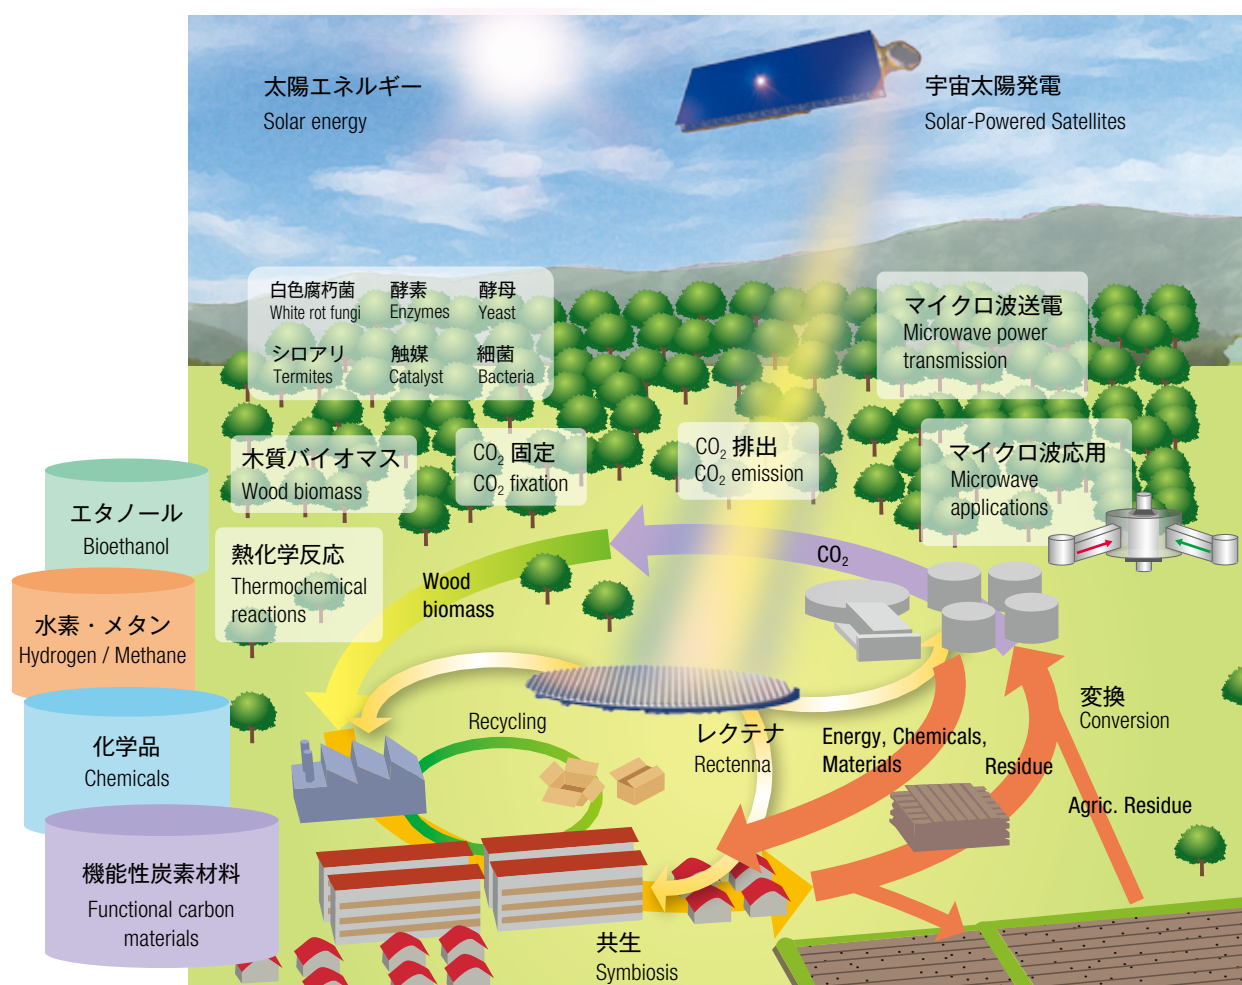 太陽エネルギー
Solar energy
宇宙太陽発電
Solar-Powered Satellites
白色腐朽菌
White rot fungi
酵素
Enzymes
酵母
Yeast
シロアリ
Termites
触媒
Catalyst
細菌
Bacteria
マイクロ波送電
Microwave power
transmission
木質バイオマス
Wood biomass
CO₂ 固定
CO₂ fixation
CO₂ 排出
CO₂ emission
マイクロ波応用
Microwave
applications
エタノール
Bioethanol
熱化学反応
Thermochemical
reactions
Wood
biomass
CO₂
水素・メタン
Hydrogen / Methane
化学品
Chemicals
Recycling
レクテナ
Rectenna
Energy, Chemicals,
Materials
Residue
変換
Conversion
Agric. Residue
機能性炭素材料
Functional carbon
materials
共生
Symbiosis